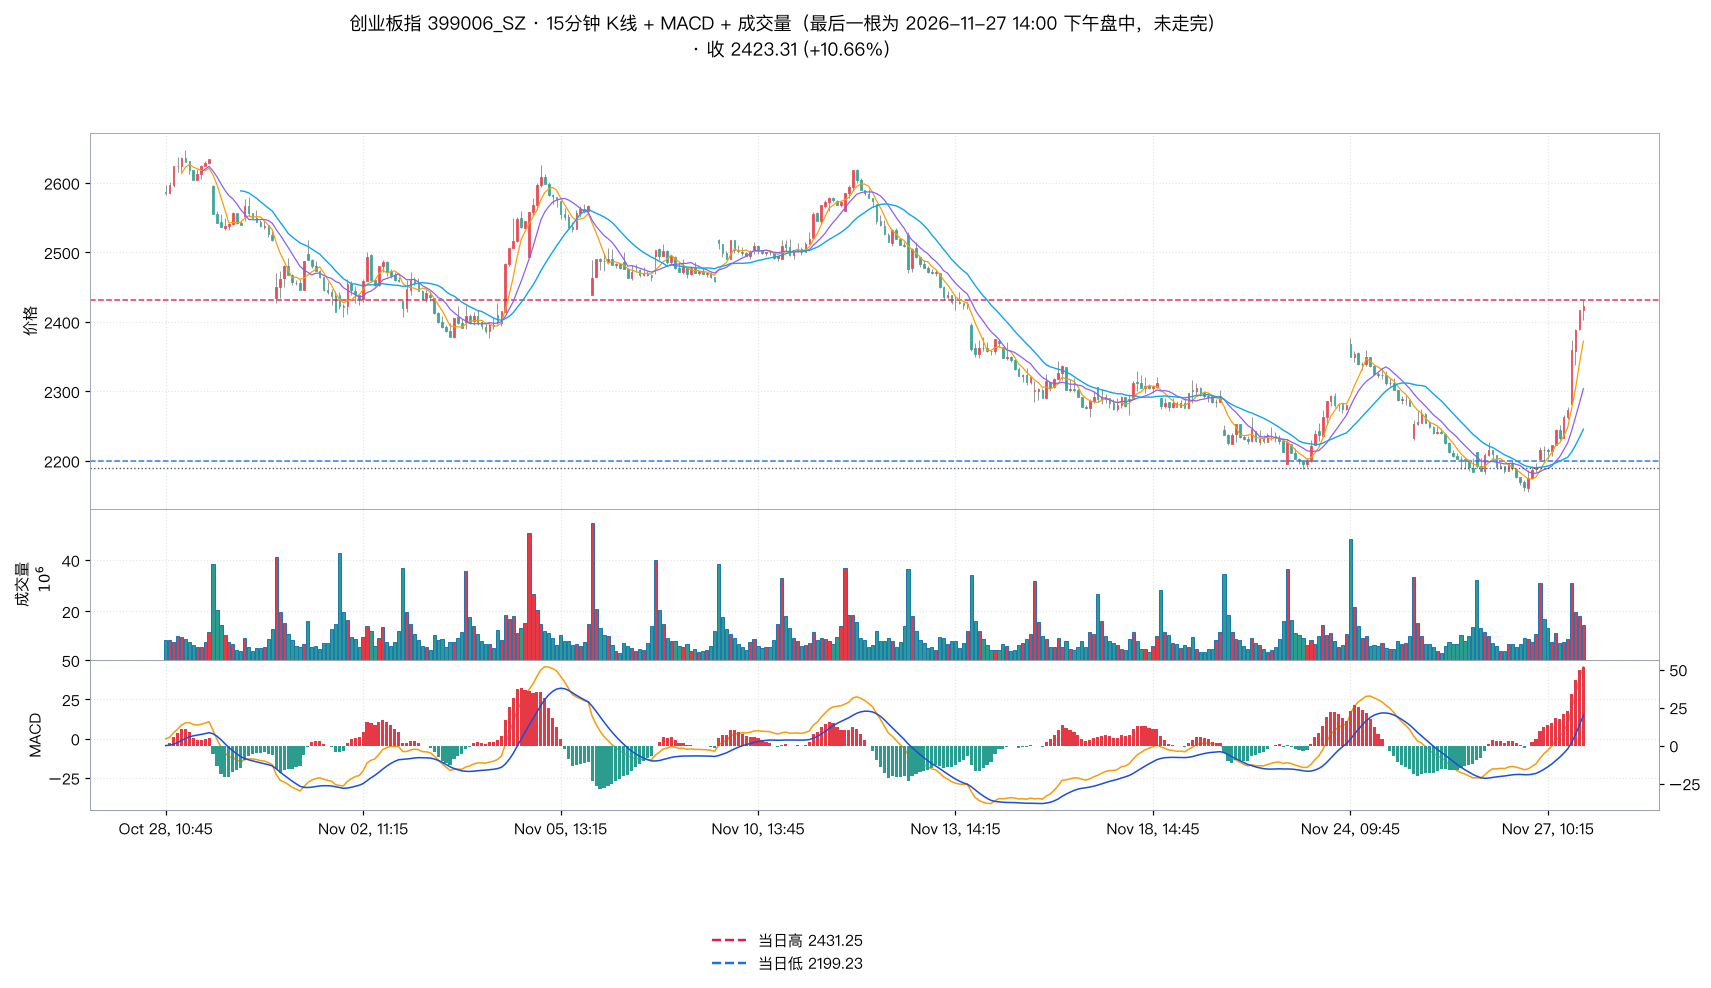 创业板指 399006_SZ · 15分钟 K线 + MACD + 成交量（最后一根为 2026-11-27 14:00 下午盘中，未走完）
· 收 2423.31 (+10.66%)
价格
2600
2500
2400
2300
2200
成交量
10⁶
40
20
MACD
50
25
0
−25
50
25
0
−25
Oct 28, 10:45
Nov 02, 11:15
Nov 05, 13:15
Nov 10, 13:45
Nov 13, 14:15
Nov 18, 14:45
Nov 24, 09:45
Nov 27, 10:15
当日高 2431.25
当日低 2199.23